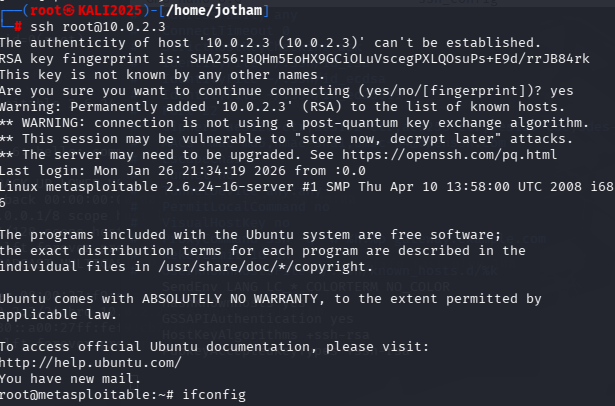 ┌──(root㉿KALI2025)-[/home/jotham]
└─# ssh root@10.0.2.3
The authenticity of host '10.0.2.3 (10.0.2.3)' can't be established.
RSA key fingerprint is: SHA256:BQHm5EoHX9GCiOLuVscegPXLQOsuPs+E9d/rrJB84rk
This key is not known by any other names.
Are you sure you want to continue connecting (yes/no/[fingerprint])? yes
Warning: Permanently added '10.0.2.3' (RSA) to the list of known hosts.
** WARNING: connection is not using a post-quantum key exchange algorithm.
** This session may be vulnerable to "store now, decrypt later" attacks.
** The server may need to be upgraded. See https://openssh.com/pq.html
Last login: Mon Jan 26 21:34:19 2026 from :0.0
Linux metasploitable 2.6.24-16-server #1 SMP Thu Apr 10 13:58:00 UTC 2008 i68
6
The programs included with the Ubuntu system are free software;
the exact distribution terms for each program are described in the
individual files in /usr/share/doc/*/copyright.
Ubuntu comes with ABSOLUTELY NO WARRANTY, to the extent permitted by
applicable law.
To access official Ubuntu documentation, please visit:
http://help.ubuntu.com/
You have new mail.
root@metasploitable:~# ifconfig